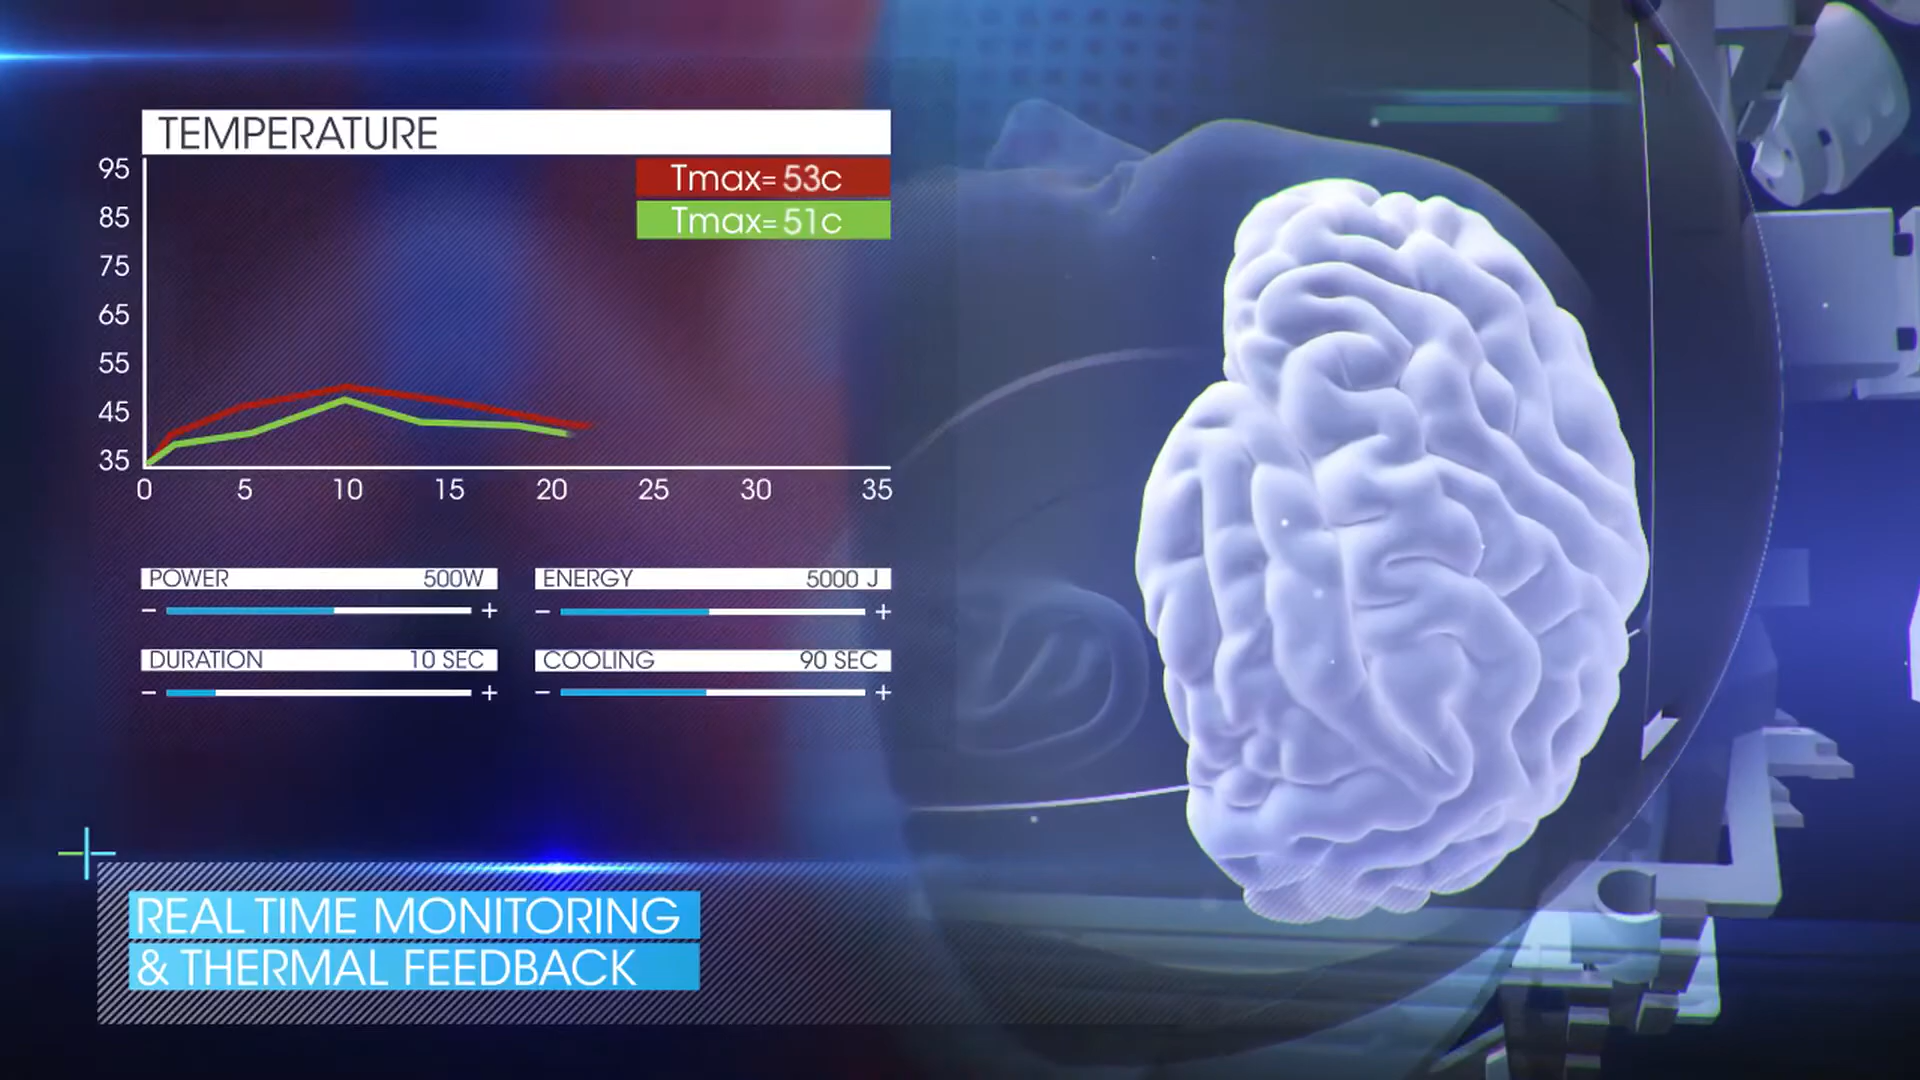 TEMPERATURE
95
Tmax= 53c
85
Tmax= 51c
75
65
55
45
35
0 5 10 15 20 25 30 35
POWER 500W
ENERGY 5000 J
- +
- +
DURATION 10 SEC
COOLING 90 SEC
- +
- +
REAL TIME MONITORING
& THERMAL FEEDBACK